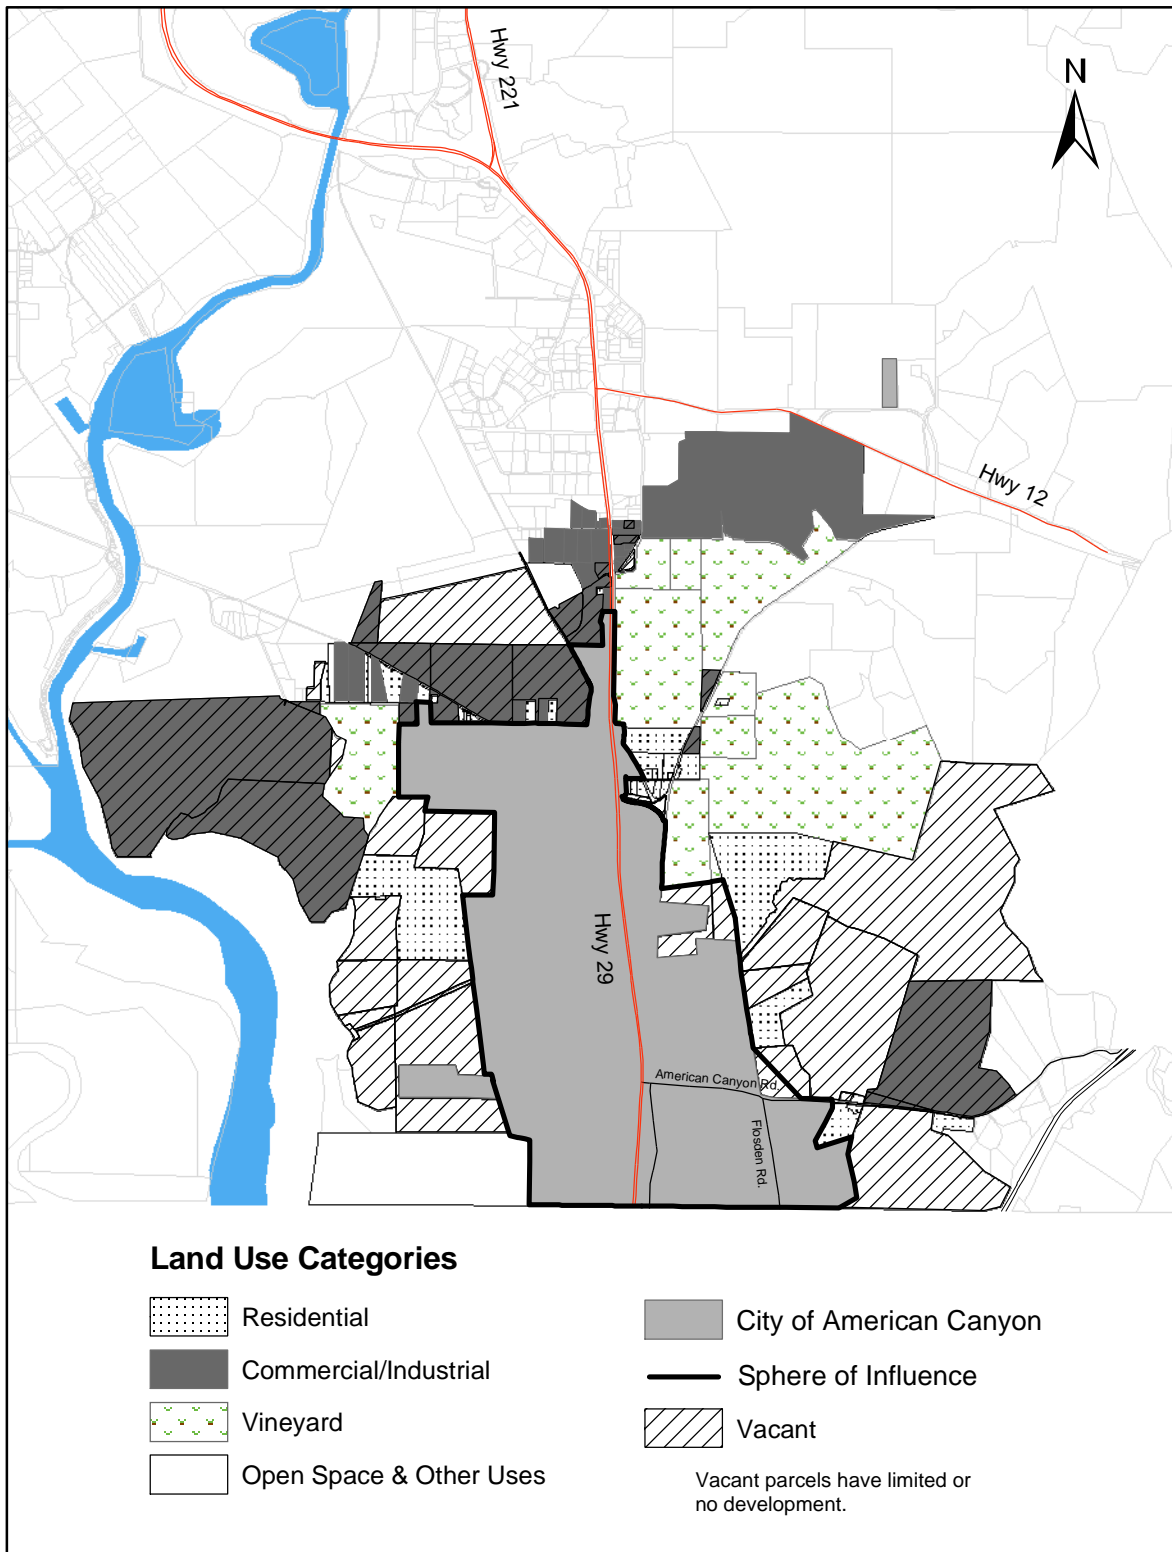 Hwy 221
N
Hwy 12
Hwy 29
American Canyon Rd.
Flosden Rd.
Land Use Categories
Residential
Commercial/Industrial
Vineyard
Open Space & Other Uses
City of American Canyon
Sphere of Influence
Vacant
Vacant parcels have limited or
no development.